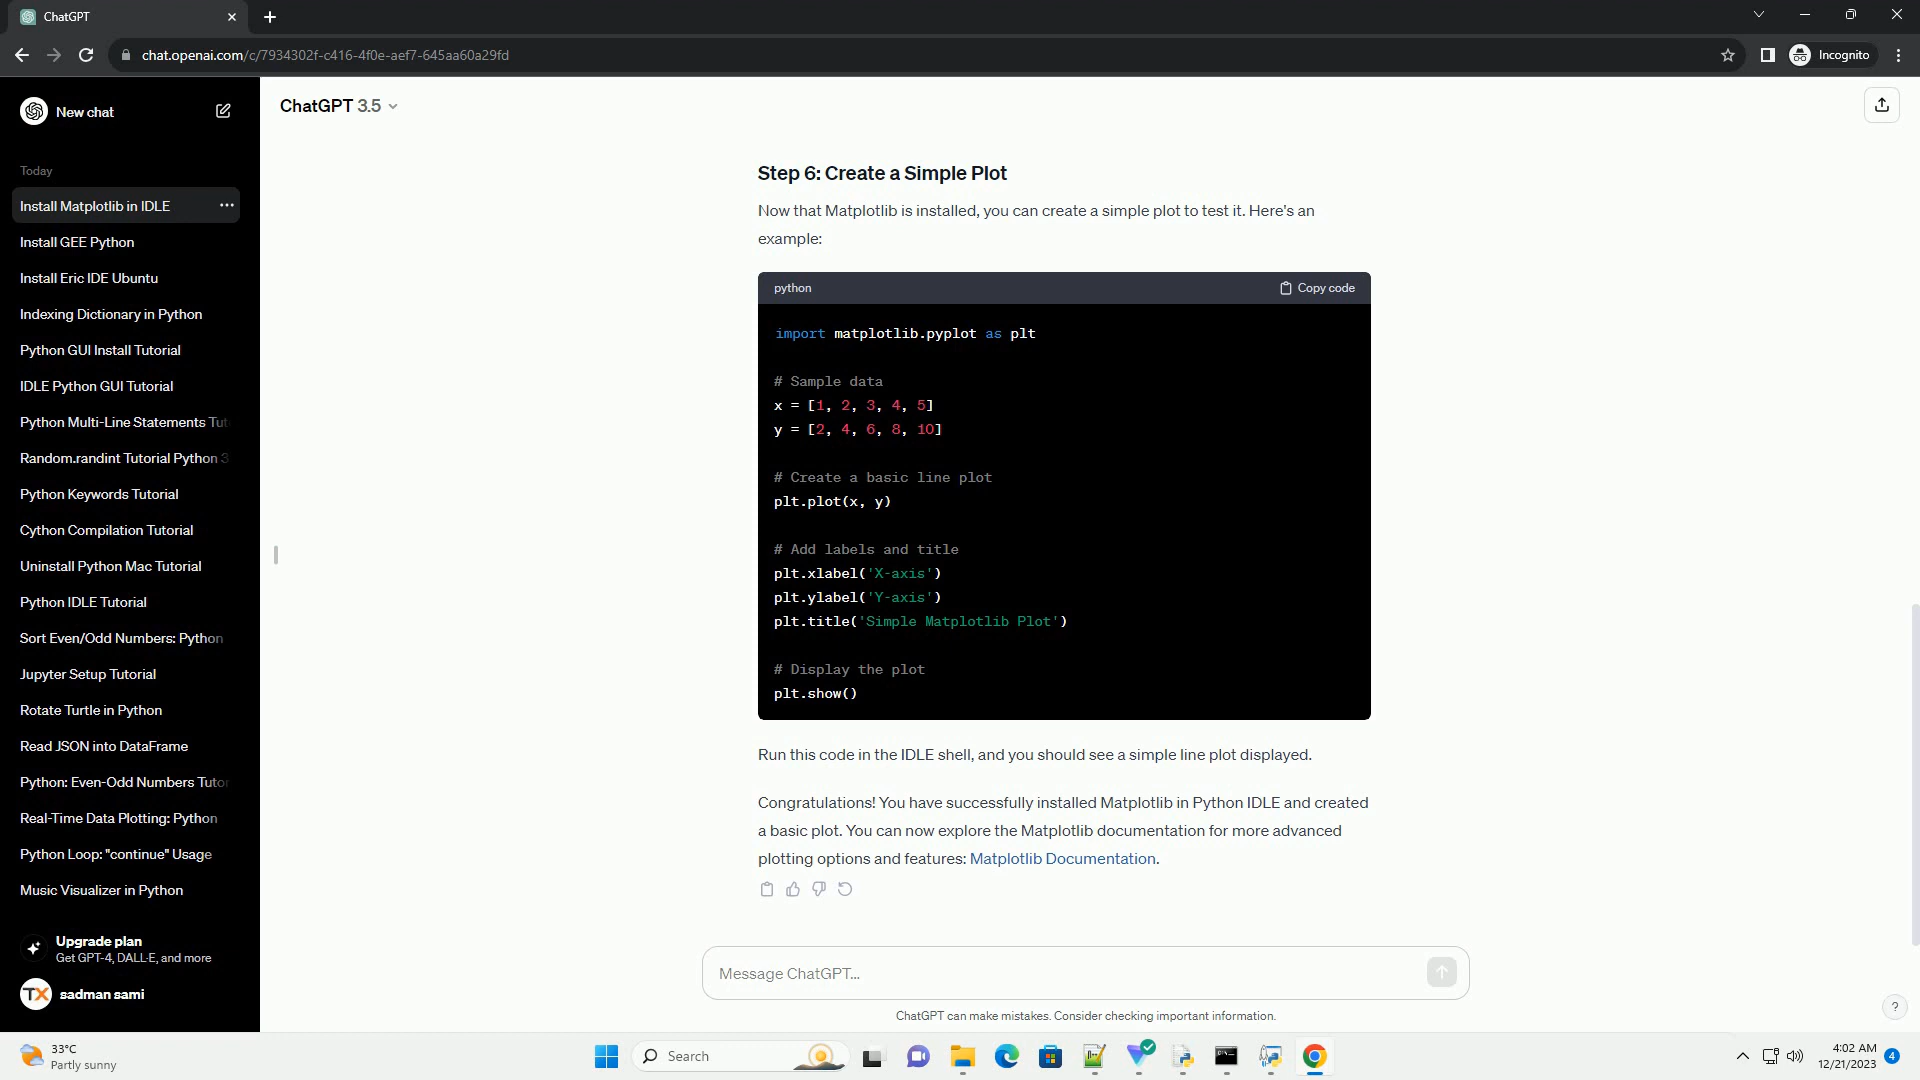 ChatGPT
chat.openai.com/c/7934302f-c416-4f0e-aef7-645aa60a29fd
Incognito
New chat
Today
Install Matplotlib in IDLE
Install GEE Python
Install Eric IDE Ubuntu
Indexing Dictionary in Python
Python GUI Install Tutorial
IDLE Python GUI Tutorial
Python Multi-Line Statements Tut
Random.randint Tutorial Python 3
Python Keywords Tutorial
Cython Compilation Tutorial
Uninstall Python Mac Tutorial
Python IDLE Tutorial
Sort Even/Odd Numbers: Python
Jupyter Setup Tutorial
Rotate Turtle in Python
Read JSON into DataFrame
Python: Even-Odd Numbers Tutor
Real-Time Data Plotting: Python
Python Loop: "continue" Usage
Music Visualizer in Python
Upgrade plan
Get GPT-4, DALL·E, and more
TX sadman sami
ChatGPT 3.5
Step 6: Create a Simple Plot
Now that Matplotlib is installed, you can create a simple plot to test it. Here's an
example:
python
Copy code
import matplotlib.pyplot as plt
# Sample data
x = [1, 2, 3, 4, 5]
y = [2, 4, 6, 8, 10]
# Create a basic line plot
plt.plot(x, y)
# Add labels and title
plt.xlabel('X-axis')
plt.ylabel('Y-axis')
plt.title('Simple Matplotlib Plot')
# Display the plot
plt.show()
Run this code in the IDLE shell, and you should see a simple line plot displayed.
Congratulations! You have successfully installed Matplotlib in Python IDLE and created
a basic plot. You can now explore the Matplotlib documentation for more advanced
plotting options and features: Matplotlib Documentation.
Message ChatGPT...
ChatGPT can make mistakes. Consider checking important information.
?
33°C
Partly sunny
Search
4:02 AM
12/21/2023
4